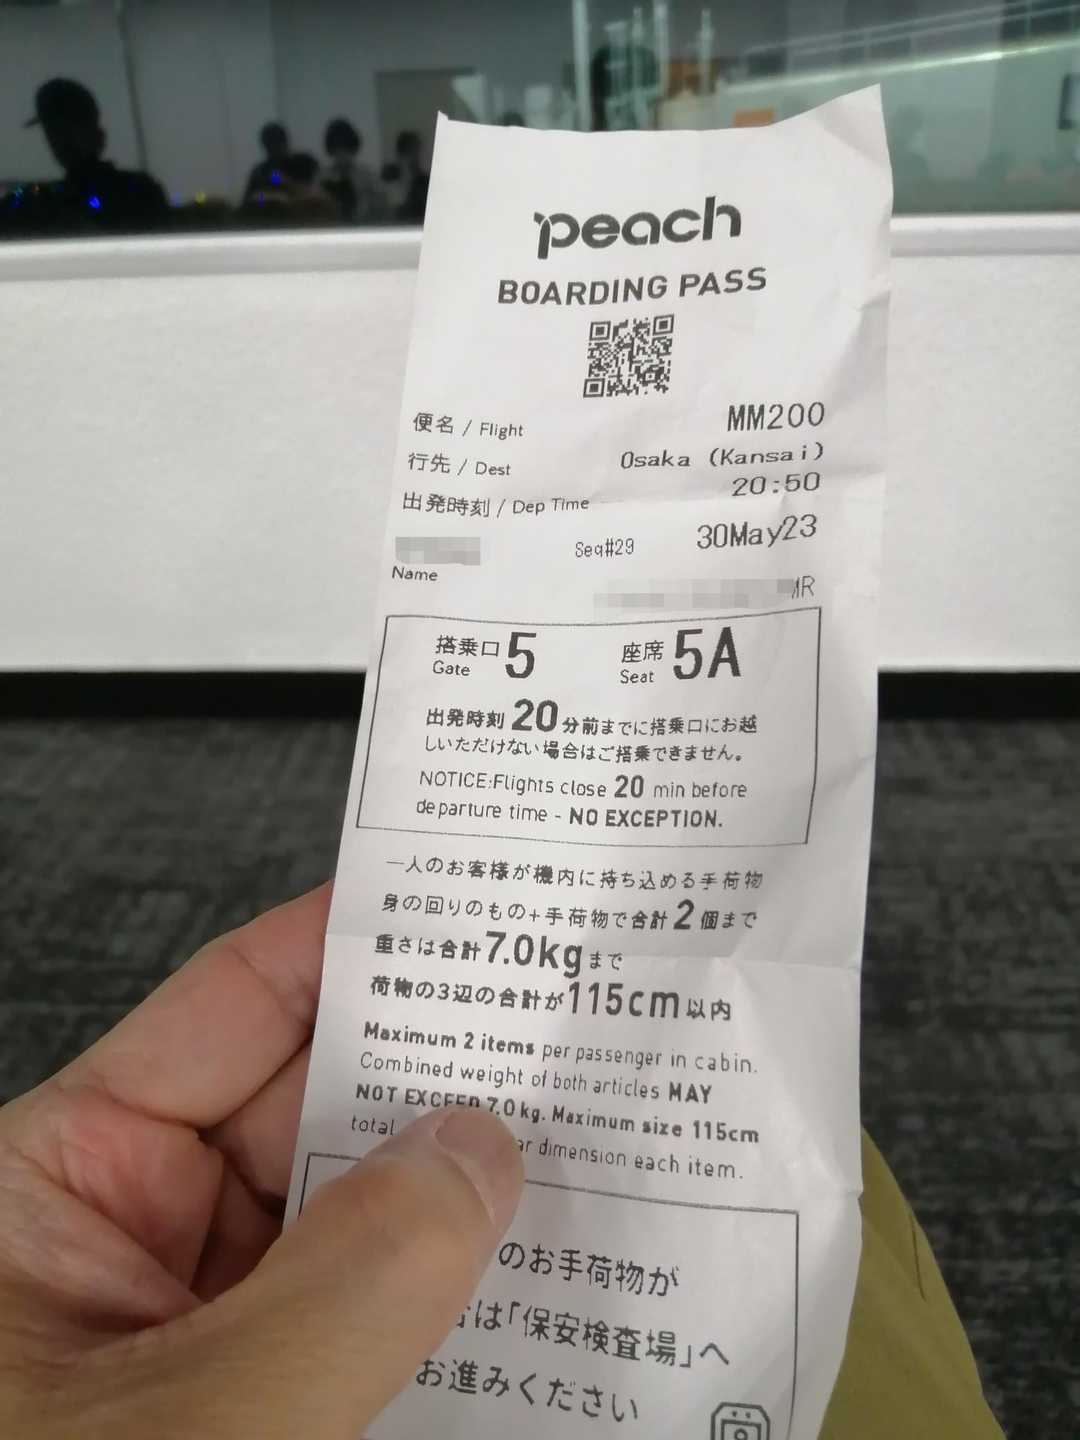 peach
BOARDING PASS
便名 / Flight MM200
行先 / Dest Osaka (Kansai)
出発時刻 / Dep Time 20:50
Seq#29 30May23
Name
MR
搭乗口 Gate 5 座席 Seat 5A
出発時刻 20 分前までに搭乗口にお越
しいただけない場合はご搭乗できません。
NOTICE:Flights close 20 min before
departure time - NO EXCEPTION.
一人のお客様が機内に持ち込める手荷物
身の回りのもの+手荷物で合計 2 個まで
重さは合計 7.0kg まで
荷物の3辺の合計が 115cm 以内
Maximum 2 items per passenger in cabin.
Combined weight of both articles MAY
NOT EXCEED 7.0kg. Maximum size 115cm
total dimension each item.
のお手荷物が
は「保安検査場」へ
お進みください